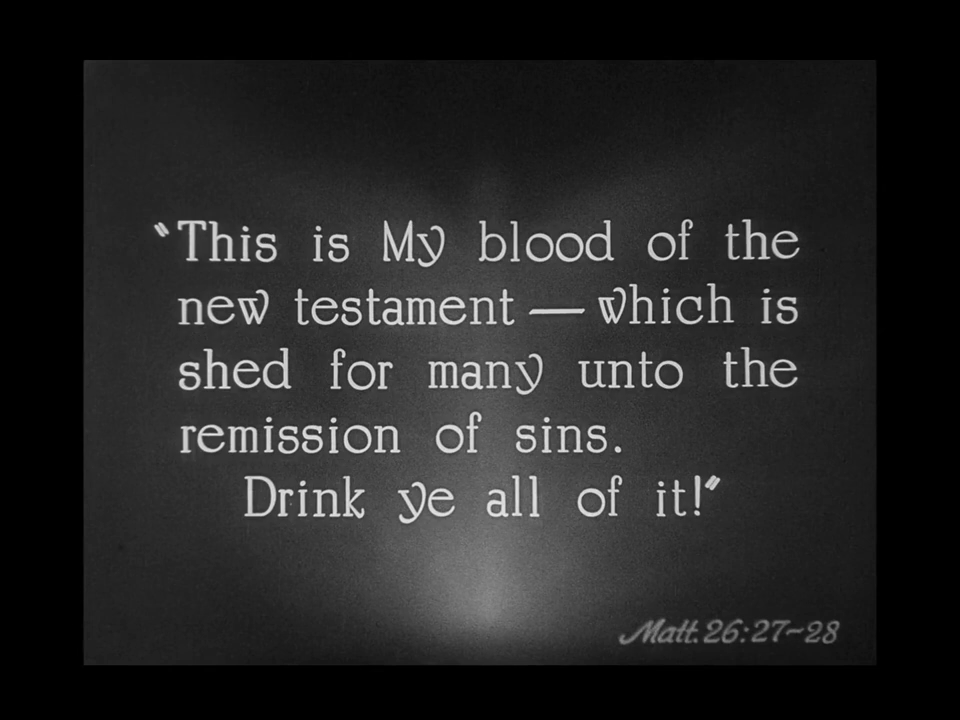 "This is My blood of the
new testament — which is
shed for many unto the
remission of sins.
Drink ye all of it!"
Matt. 26:27-28